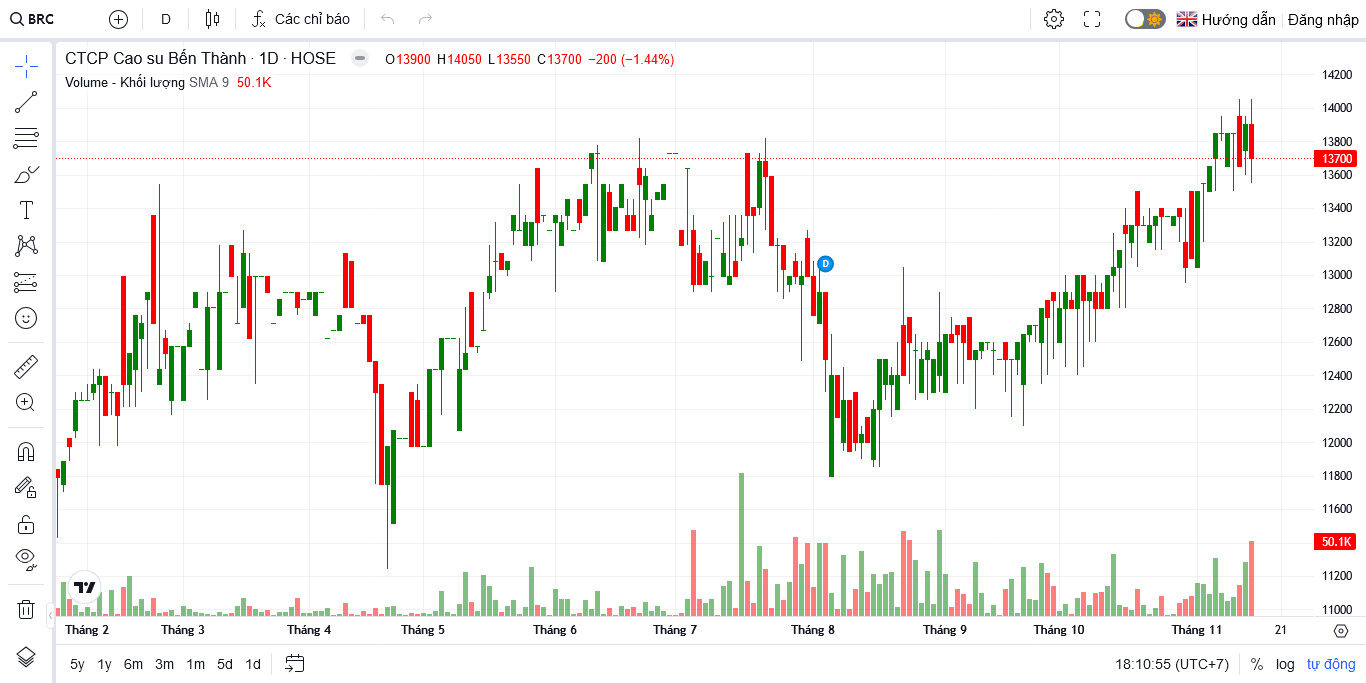 BRC D Các chỉ báo Hướng dẫn Đăng nhập
CTCP Cao su Bến Thành · 1D · HOSE O13900 H14050 L13550 C13700 −200 (−1.44%)
Volume - Khối lượng SMA 9 50.1K
14200
14000
13800
13700
13600
13400
13200
13000
D
12800
12600
12400
12200
12000
11800
11600
50.1K
11200
11000
Tháng 2 Tháng 3 Tháng 4 Tháng 5 Tháng 6 Tháng 7 Tháng 8 Tháng 9 Tháng 10 Tháng 11 21
5y 1y 6m 3m 1m 5d 1d 18:10:55 (UTC+7) % log tự động